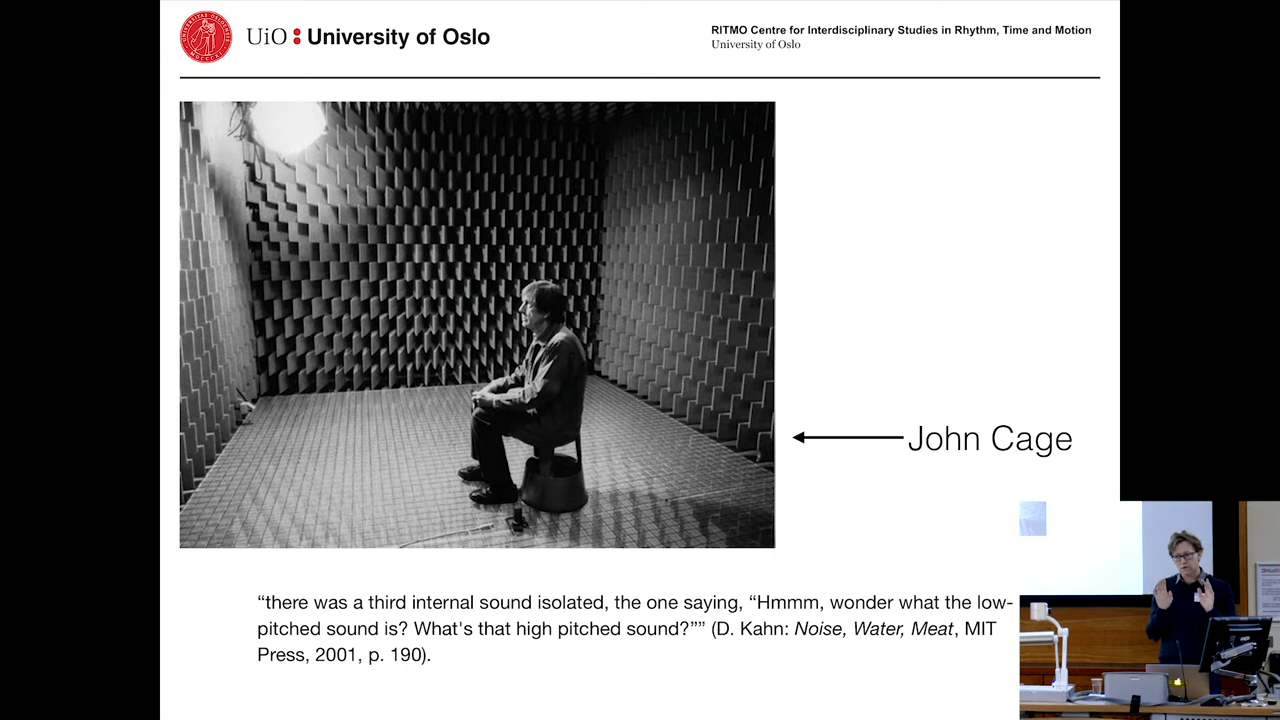 UiO : University of Oslo
RITMO Centre for Interdisciplinary Studies in Rhythm, Time and Motion
University of Oslo
John Cage
“there was a third internal sound isolated, the one saying, “Hmmm, wonder what the low-
pitched sound is? What's that high pitched sound?”” (D. Kahn: Noise, Water, Meat, MIT
Press, 2001, p. 190).